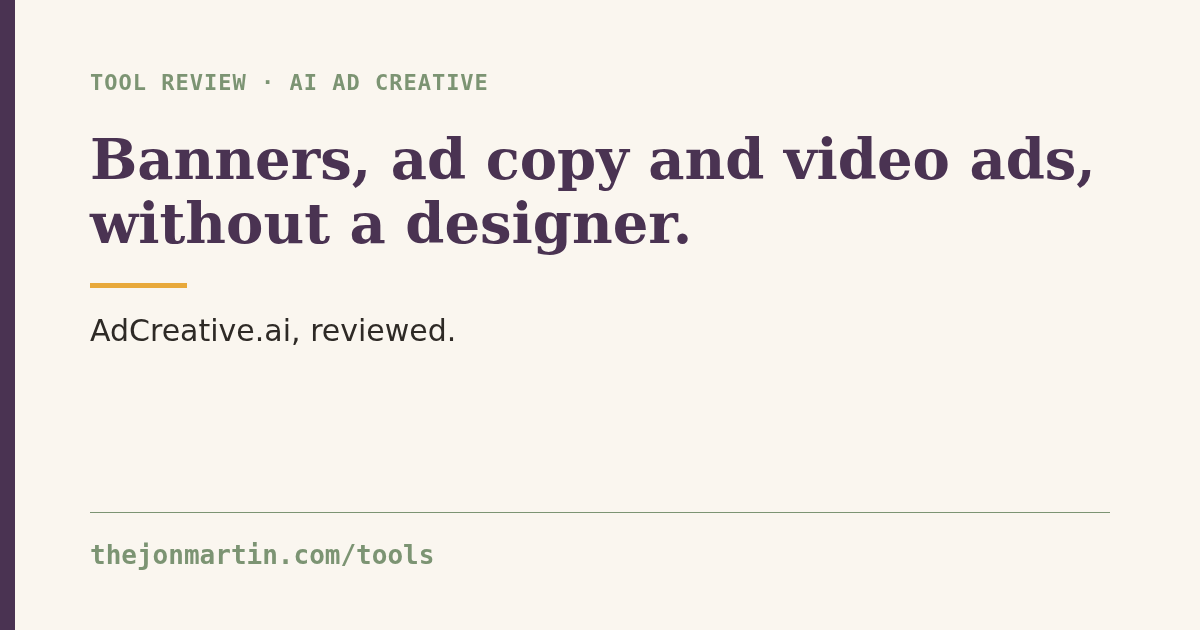 TOOL REVIEW · AI AD CREATIVE
Banners, ad copy and video ads,
without a designer.
AdCreative.ai, reviewed.
thejonmartin.com/tools